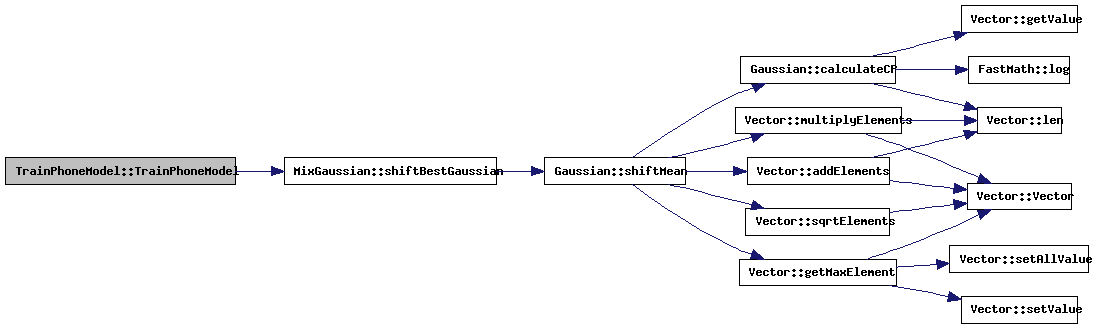 TrainPhoneModel::TrainPhoneModel
MixGaussian::shiftBestGaussian
Gaussian::shiftMean
Gaussian::calculateCP
Vector::multiplyElements
Vector::addElements
Vector::sqrtElements
Vector::getMaxElement
Vector::getValue
FastMath::log
Vector::len
Vector::Vector
Vector::setAllValue
Vector::setValue